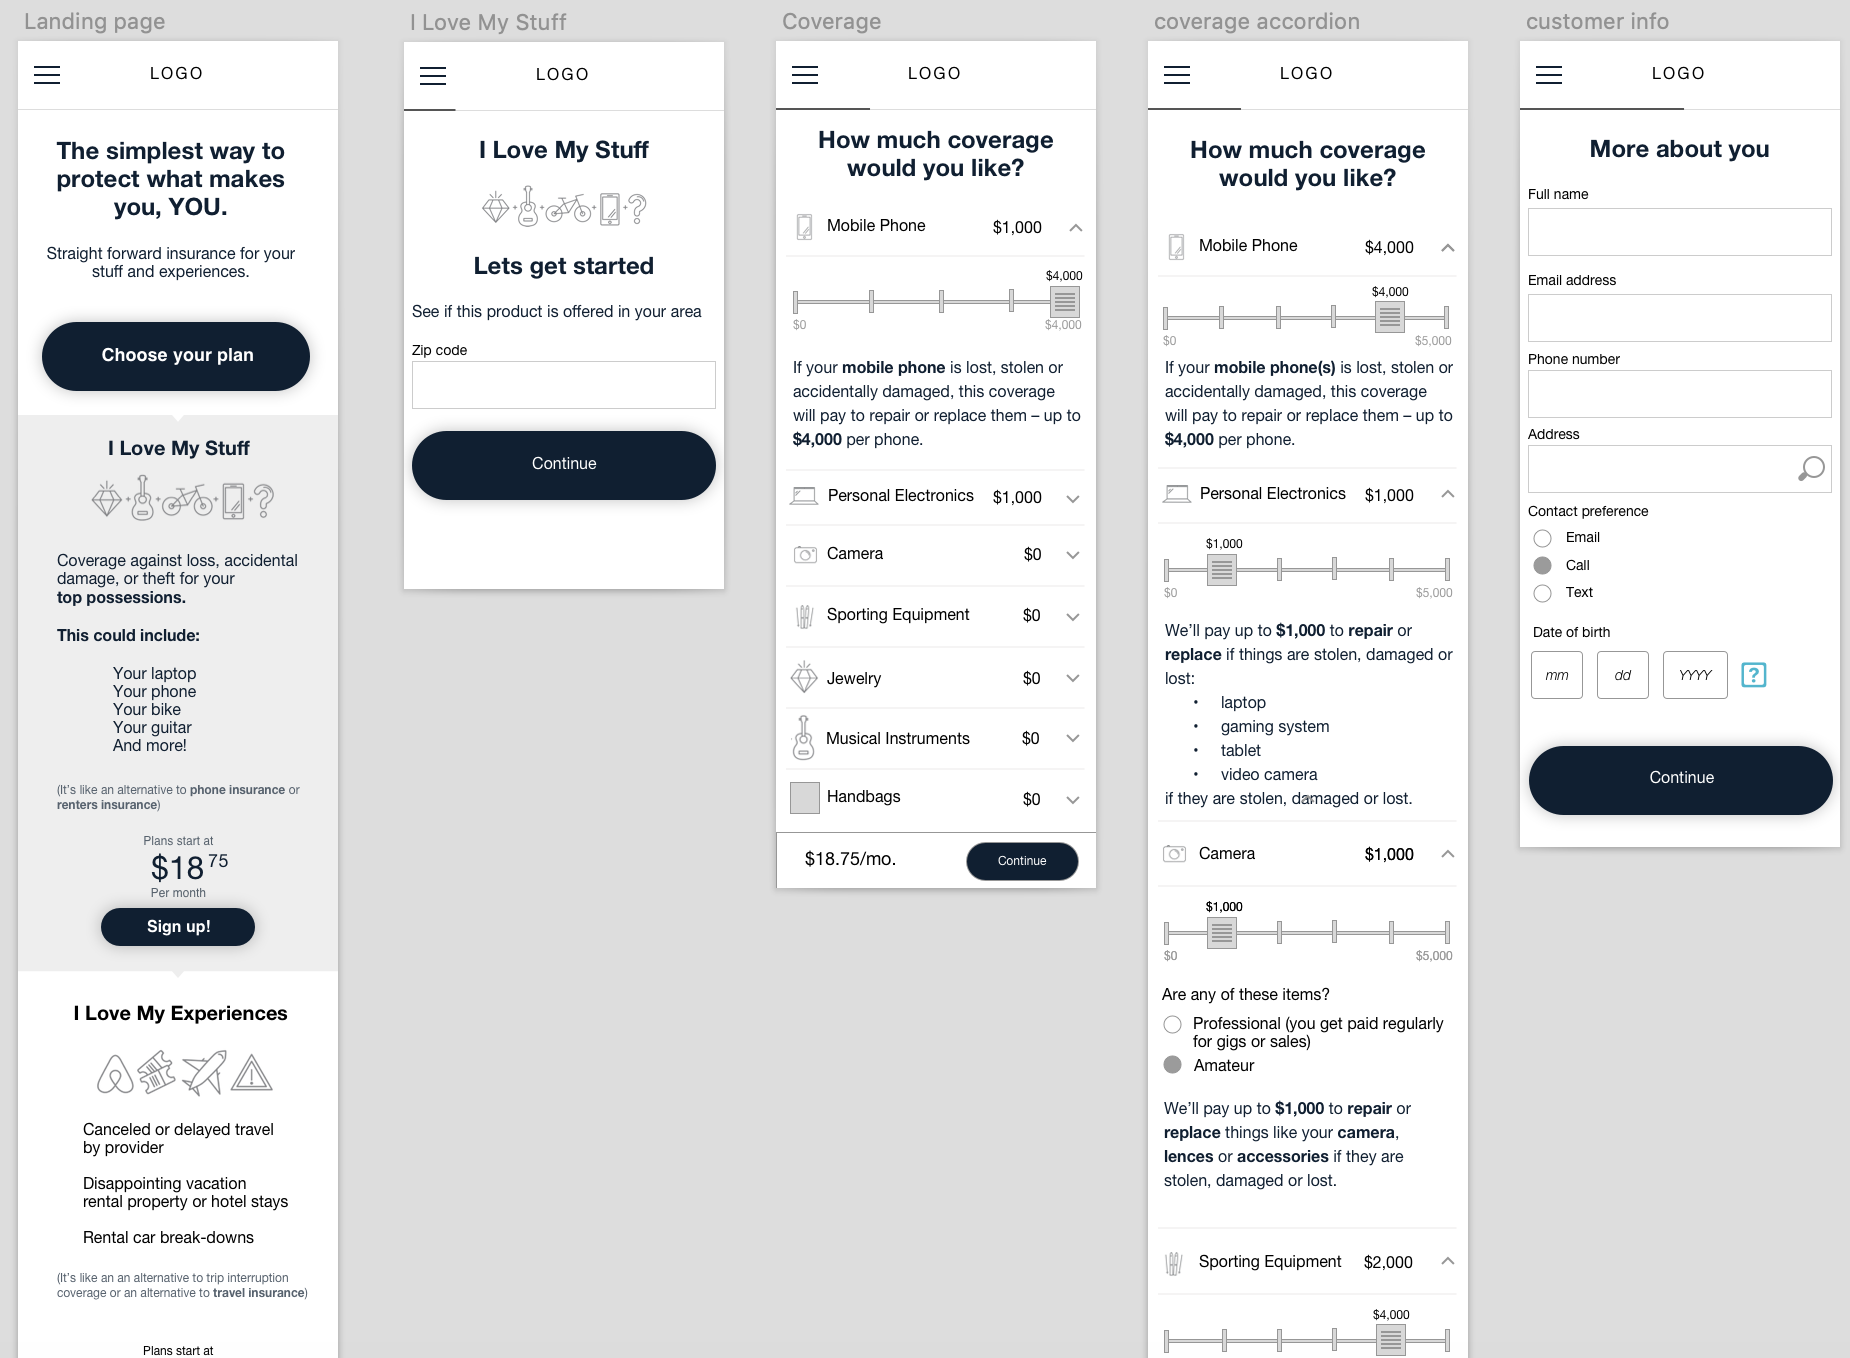 Landing page
LOGO
The simplest way to
protect what makes
you, YOU.
Straight forward insurance for your
stuff and experiences.
Choose your plan
I Love My Stuff
Coverage against loss, accidental
damage, or theft for your
top possessions.
This could include:
Your laptop
Your phone
Your bike
Your guitar
And more!
(It's like an alternative to phone insurance or
renters insurance)
Plans start at
$18 75
Per month
Sign up!
I Love My Experiences
Canceled or delayed travel
by provider
Disappointing vacation
rental property or hotel stays
Rental car break-downs
(It's like an an alternative to trip interruption
coverage or an alternative to travel insurance)
Plans start at
I Love My Stuff
LOGO
I Love My Stuff
Lets get started
See if this product is offered in your area
Zip code
Continue
Coverage
LOGO
How much coverage
would you like?
Mobile Phone $1,000
$4,000
$0 $4,000
If your mobile phone is lost, stolen or
accidentally damaged, this coverage
will pay to repair or replace them – up to
$4,000 per phone.
Personal Electronics $1,000
Camera $0
Sporting Equipment $0
Jewelry $0
Musical Instruments $0
Handbags $0
$18.75/mo. Continue
coverage accordion
LOGO
How much coverage
would you like?
Mobile Phone $4,000
$4,000
$0 $5,000
If your mobile phone(s) is lost, stolen or
accidentally damaged, this coverage
will pay to repair or replace them – up to
$4,000 per phone.
Personal Electronics $1,000
$1,000
$0 $5,000
We'll pay up to $1,000 to repair or
replace if things are stolen, damaged or
lost:
• laptop
• gaming system
• tablet
• video camera
if they are stolen, damaged or lost.
Camera $1,000
$1,000
$0 $5,000
Are any of these items?
Professional (you get paid regularly
for gigs or sales)
Amateur
We'll pay up to $1,000 to repair or
replace things like your camera,
lences or accessories if they are
stolen, damaged or lost.
Sporting Equipment $2,000
$4,000
customer info
LOGO
More about you
Full name
Email address
Phone number
Address
Contact preference
Email
Call
Text
Date of birth
mm dd YYYY ?
Continue